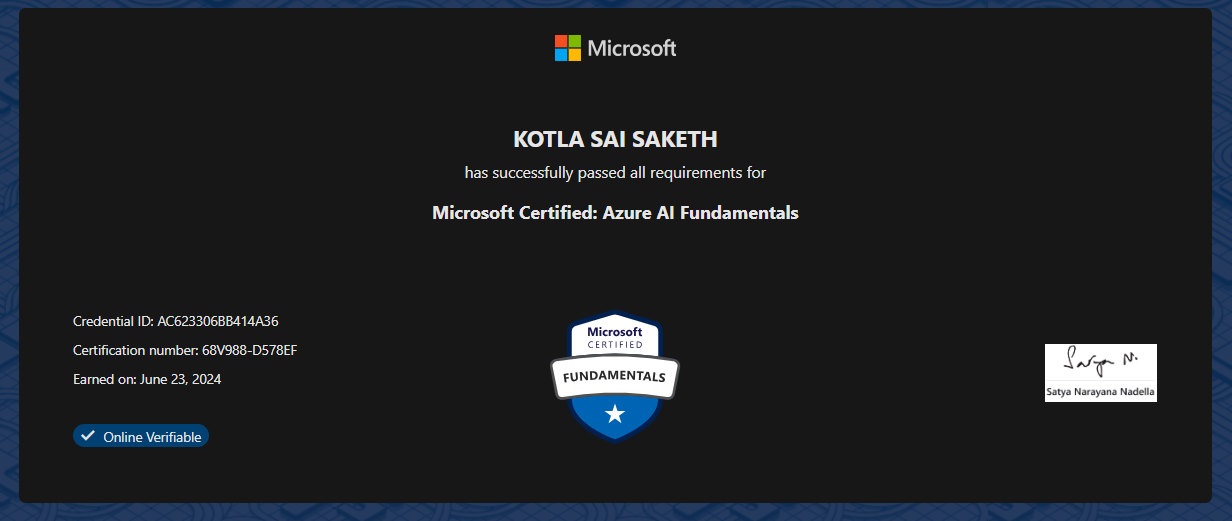 Microsoft
KOTLA SAI SAKETH
has successfully passed all requirements for
Microsoft Certified: Azure AI Fundamentals
Credential ID: AC623306BB414A36
Certification number: 68V988-D578EF
Earned on: June 23, 2024
Online Verifiable
Microsoft
CERTIFIED
FUNDAMENTALS
Satya N.
Satya Narayana Nadella